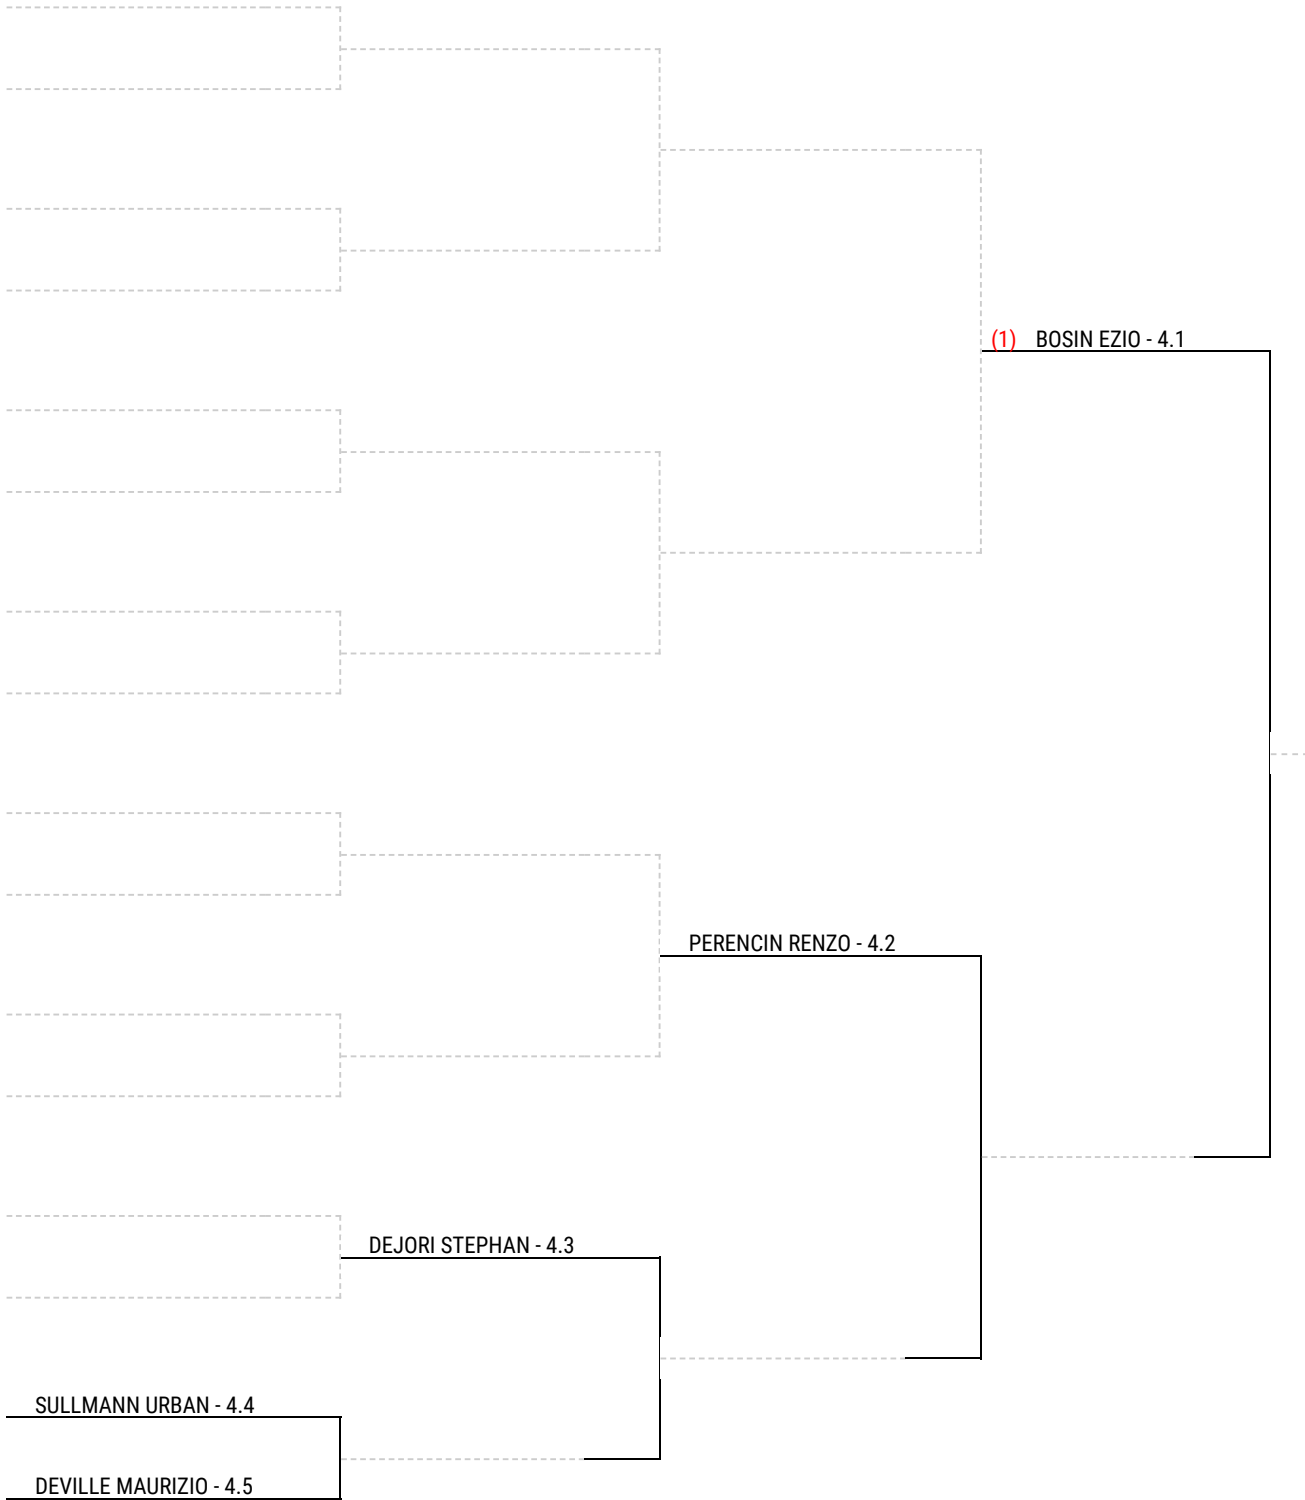 (1) BOSIN EZIO - 4.1
PERENCIN RENZO - 4.2
DEJORI STEPHAN - 4.3
SULLMANN URBAN - 4.4
DEVILLE MAURIZIO - 4.5